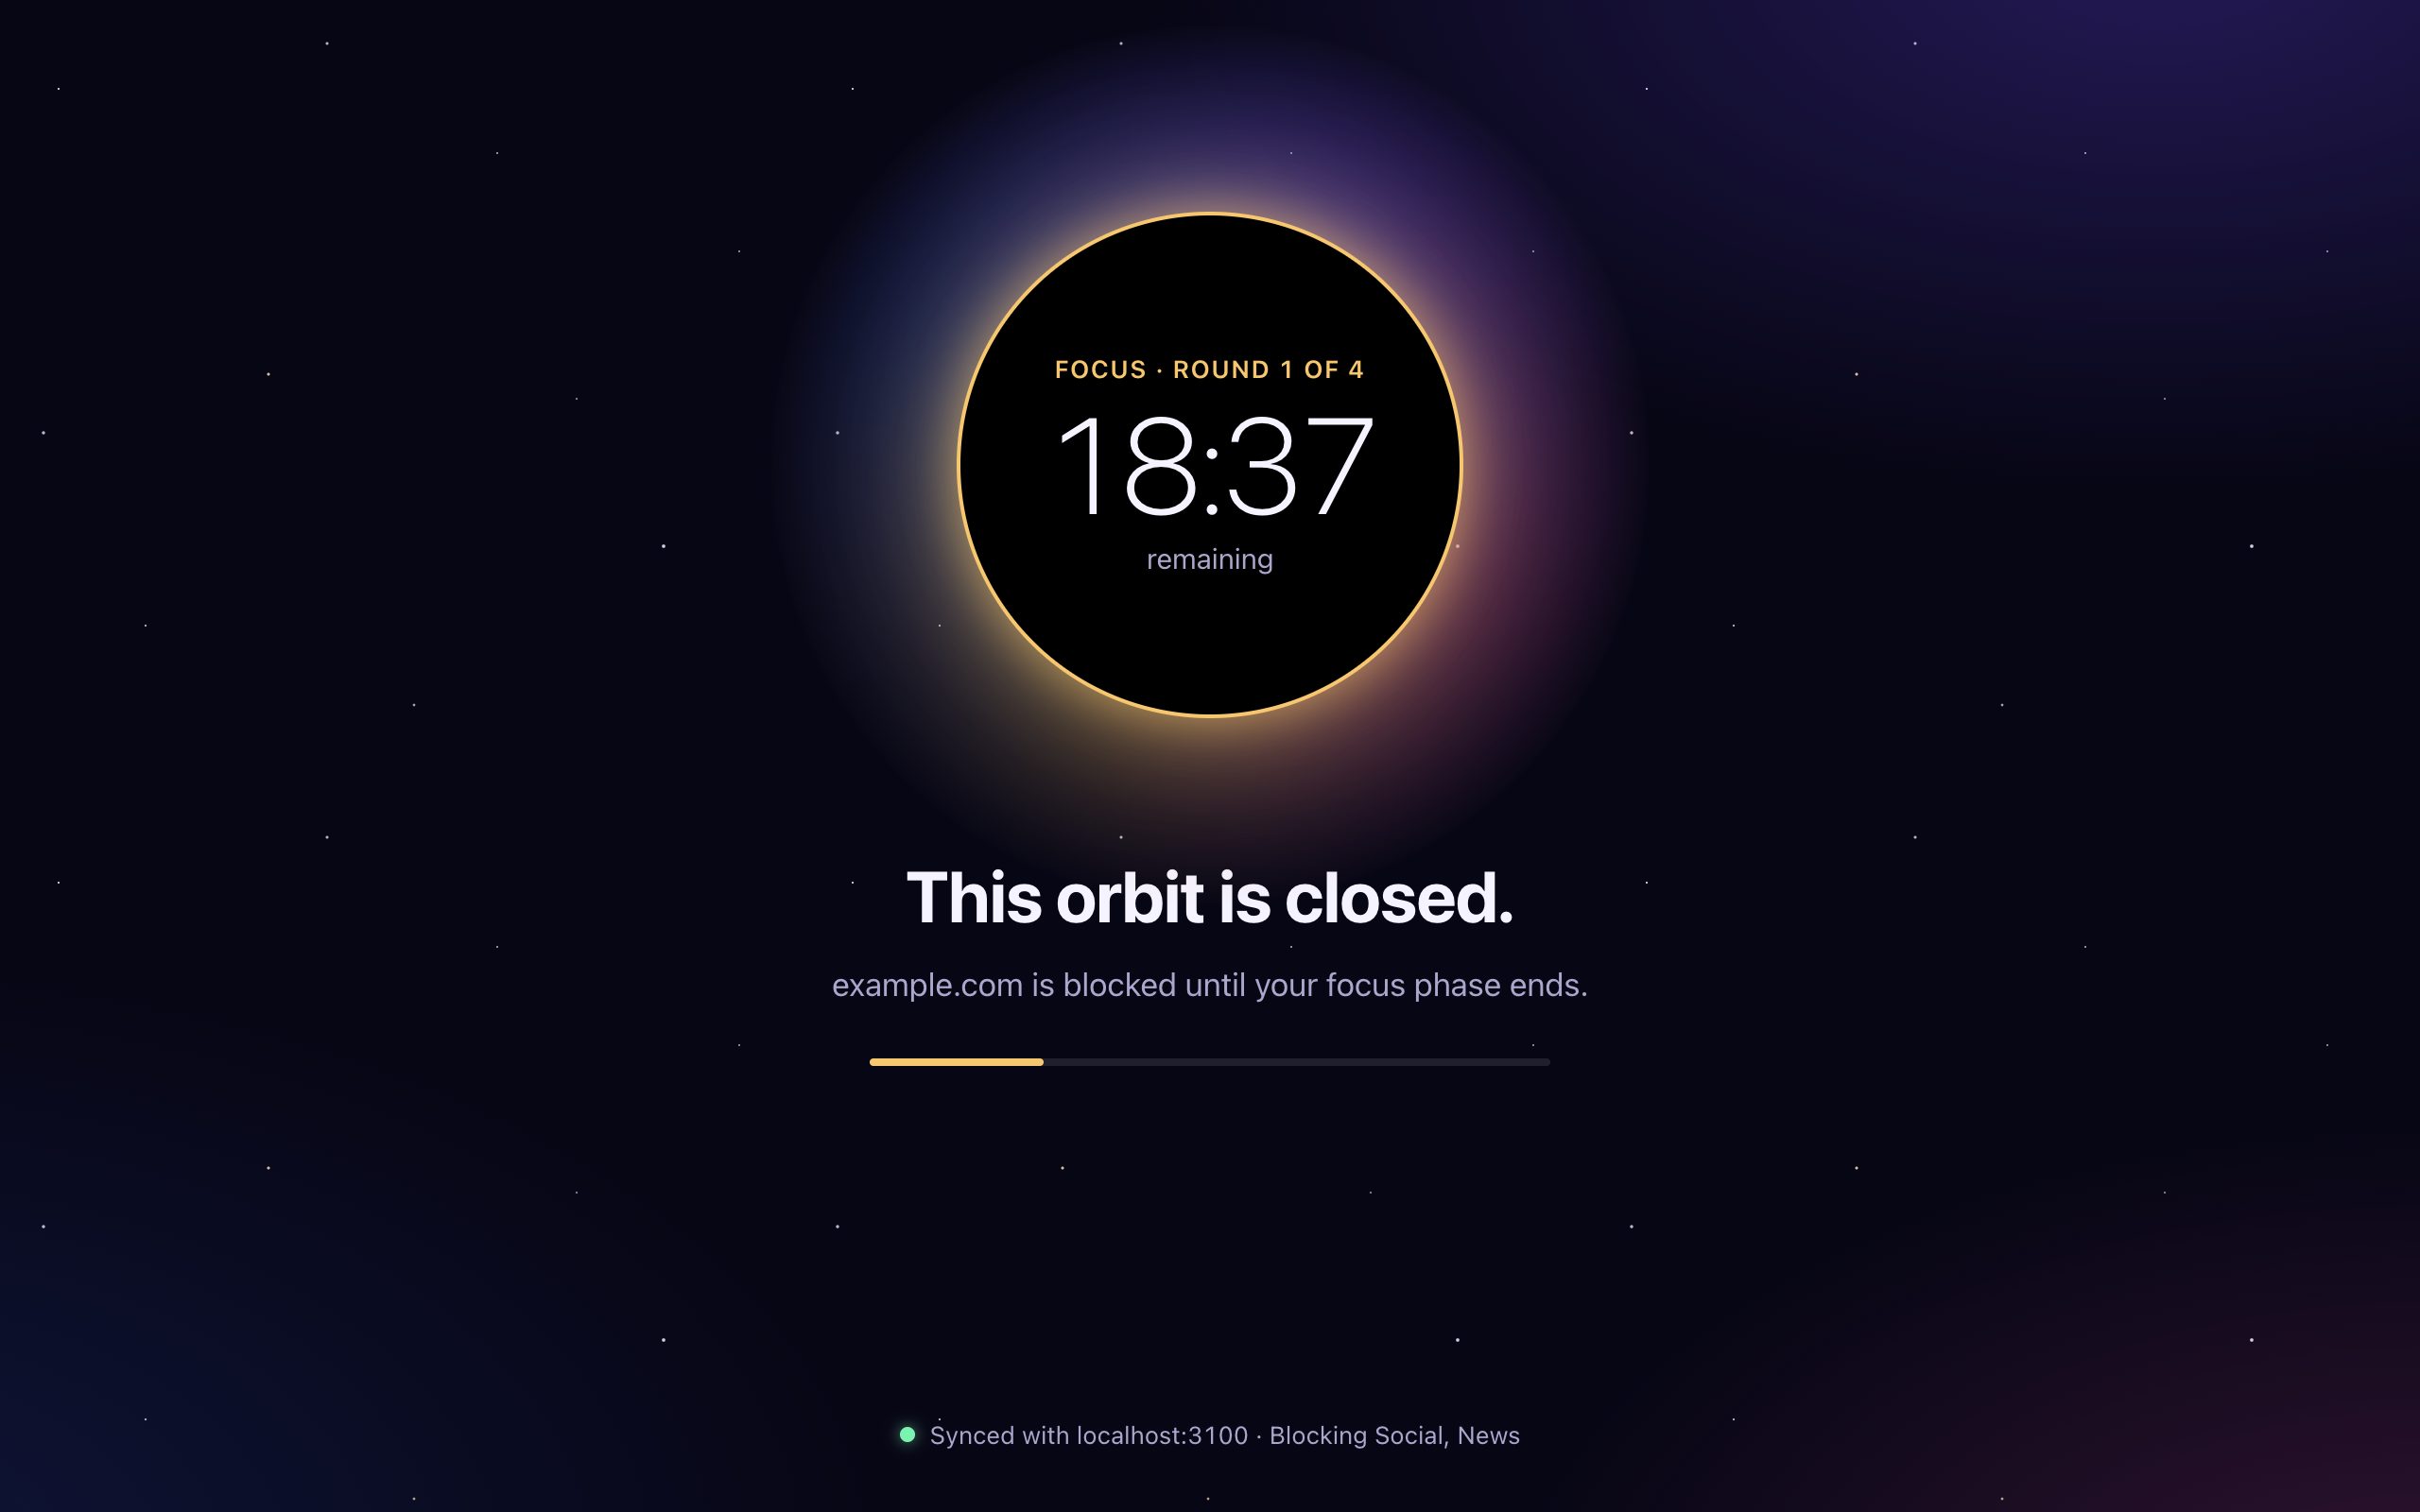 FOCUS · ROUND 1 OF 4
18:37
remaining
This orbit is closed.
example.com is blocked until your focus phase ends.
Synced with localhost:3100 · Blocking Social, News